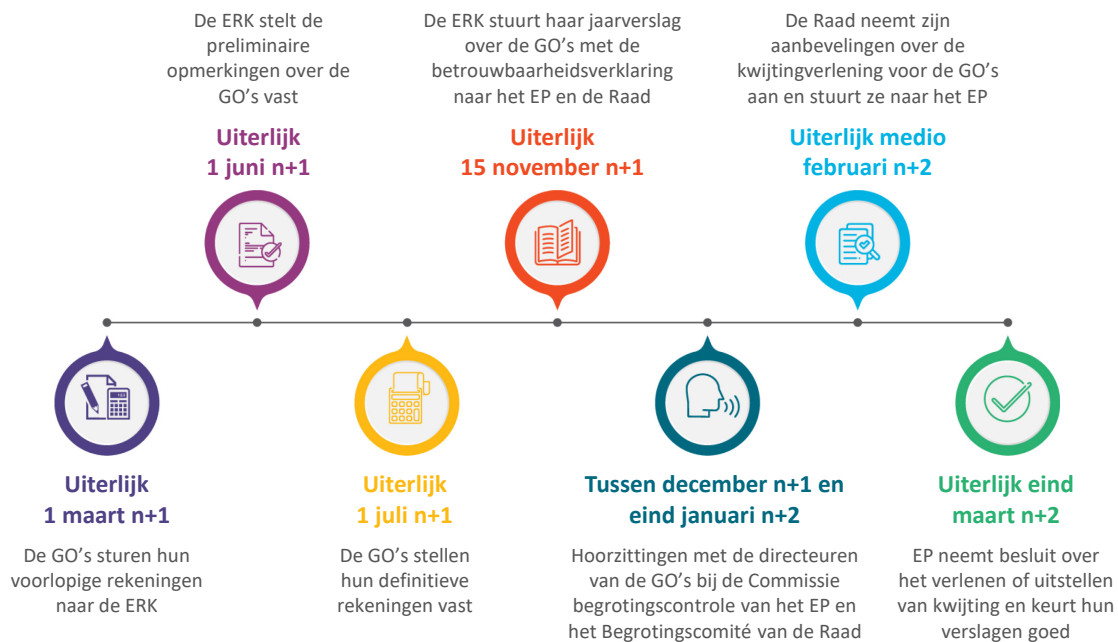 De ERK stelt de
preliminaire
opmerkingen over de
GO's vast
Uiterlijk
1 juni n+1
De ERK stuurt haar jaarverslag
over de GO's met de
betrouwbaarheidsverklaring
naar het EP en de Raad
Uiterlijk
15 november n+1
De Raad neemt zijn
aanbevelingen over de
kwijtingverlening voor de GO's
aan en stuurt ze naar het EP
Uiterlijk medio
februari n+2
Uiterlijk
1 maart n+1
De GO's sturen hun
voorlopige rekeningen
naar de ERK
Uiterlijk
1 juli n+1
De GO's stellen
hun definitieve
rekeningen vast
Tussen december n+1 en
eind januari n+2
Hoorzittingen met de directeuren
van de GO's bij de Commissie
begrotingscontrole van het EP en
het Begrotingscomité van de Raad
Uiterlijk eind
maart n+2
EP neemt besluit over
het verlenen of uitstellen
van kwijting en keurt hun
verslagen goed